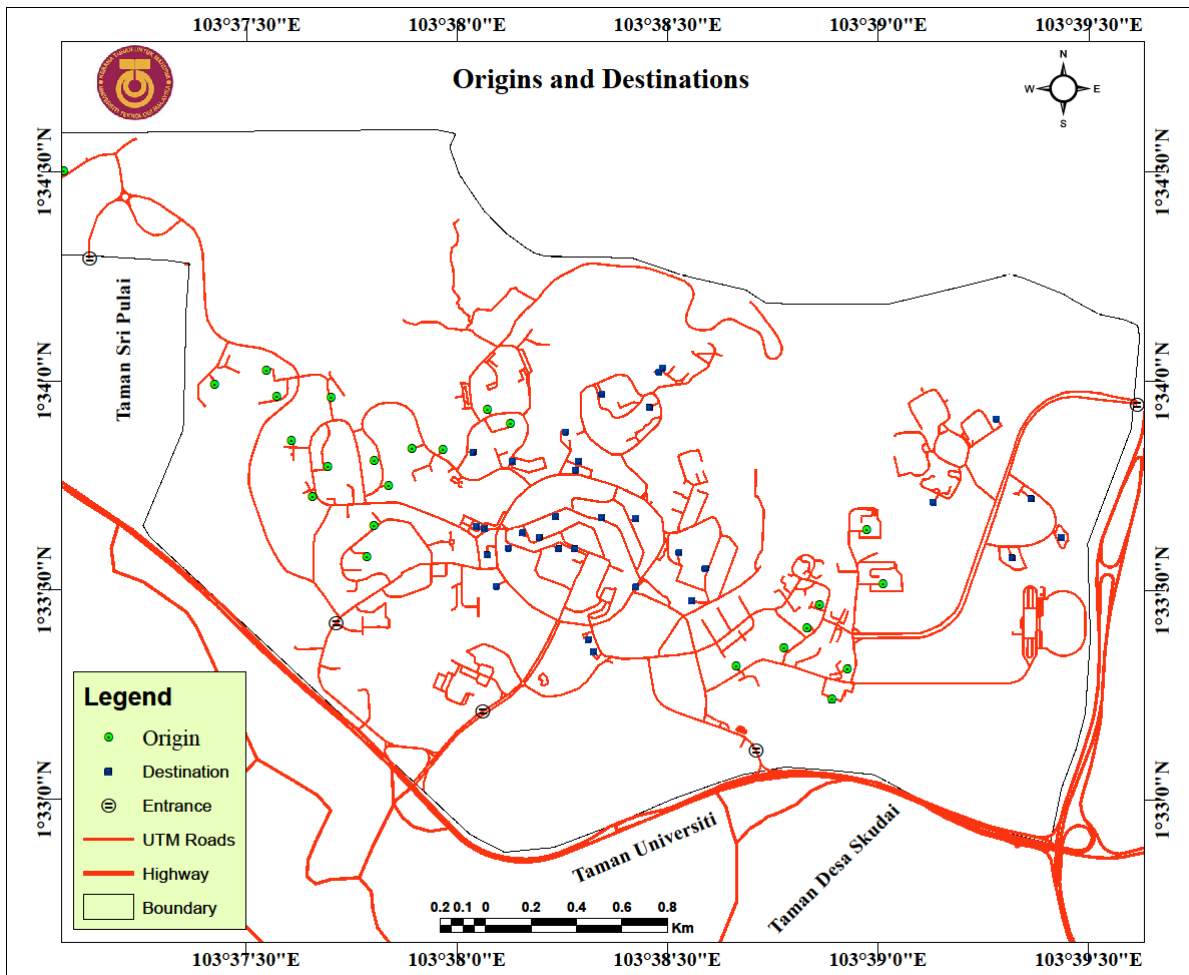 103°37'30"E 103°38'0"E 103°38'30"E 103°39'0"E 103°39'30"E
Origins and Destinations
N
W E
S
1°34'30"N 1°34'30"N
Taman Sri Pulai
1°34'0"N 1°34'0"N
1°33'30"N 1°33'30"N
Legend
Origin
Destination
Entrance
UTM Roads
Highway
Boundary
1°33'0"N 1°33'0"N
Taman Universiti
Taman Desa Skudai
0.2 0.1 0 0.2 0.4 0.6 0.8
Km
103°37'30"E 103°38'0"E 103°38'30"E 103°39'0"E 103°39'30"E